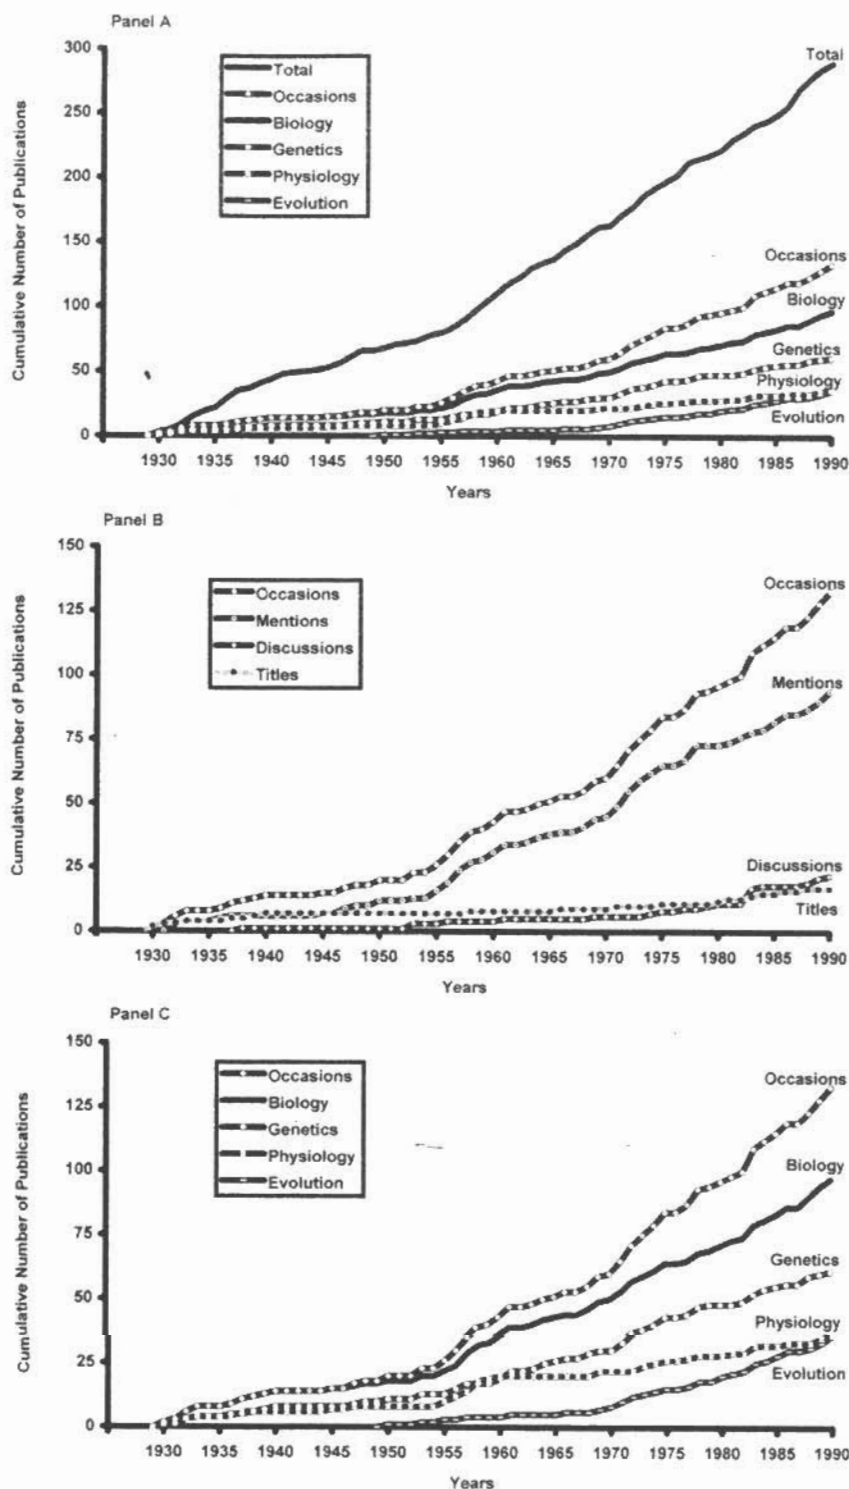 Panel A
300
250
200
150
100
50
0
Cumulative Number of Publications
Total
Occasions
Biology
Genetics
Physiology
Evolution
Total
Occasions
Biology
Genetics
Physiology
Evolution
1930 1935 1940 1945 1950 1955 1960 1965 1970 1975 1980 1985 1990
Years
Panel B
150
125
100
75
50
25
0
Cumulative Number of Publications
Occasions
Mentions
Discussions
Titles
Occasions
Mentions
Discussions
Titles
1930 1935 1940 1945 1950 1955 1960 1965 1970 1975 1980 1985 1990
Years
Panel C
150
125
100
75
50
25
0
Cumulative Number of Publications
Occasions
Biology
Genetics
Physiology
Evolution
Occasions
Biology
Genetics
Physiology
Evolution
1930 1935 1940 1945 1950 1955 1960 1965 1970 1975 1980 1985 1990
Years